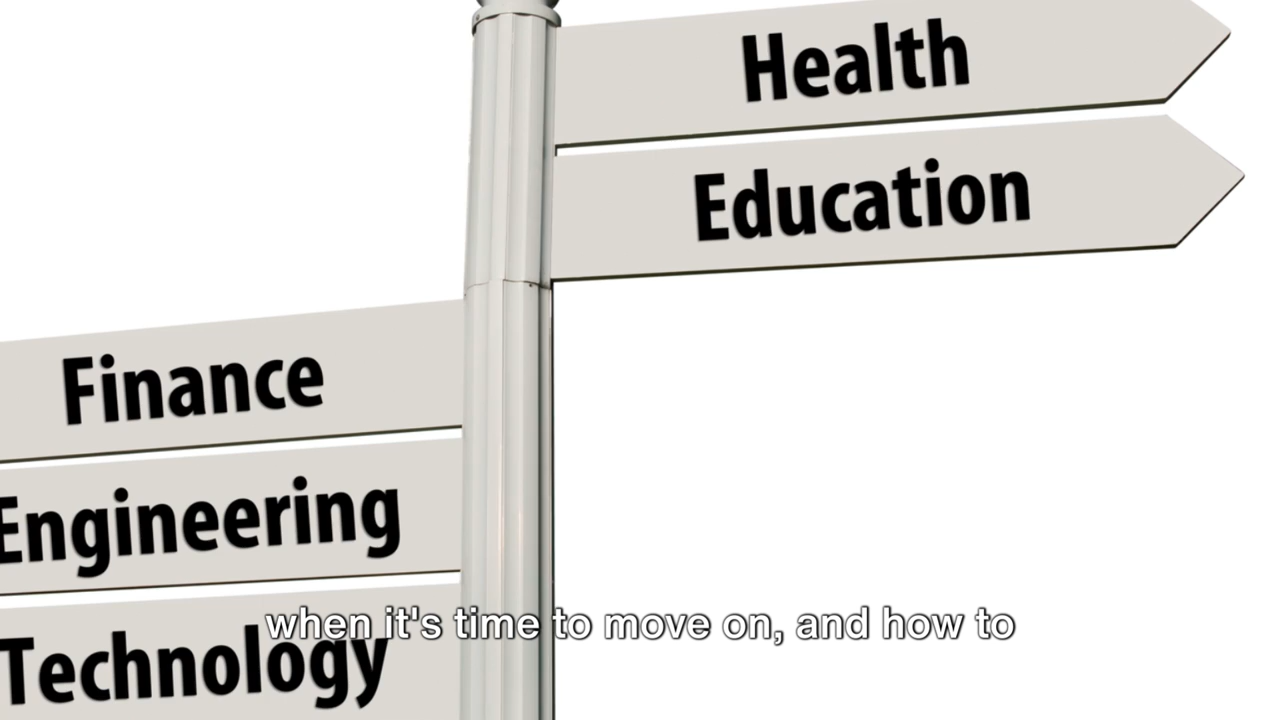 Health
Education
Finance
Engineering
Technology
when it's time to move on, and how to